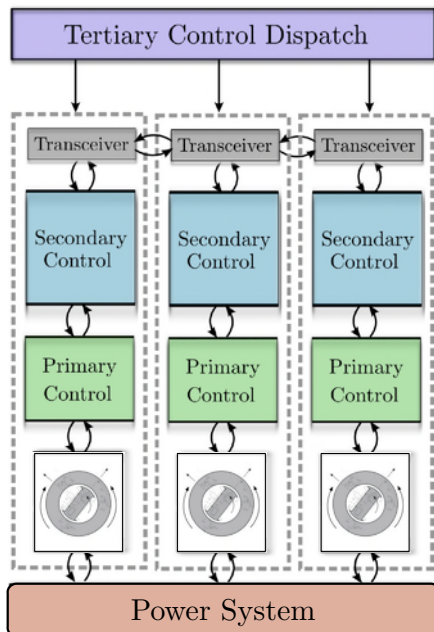 Tertiary Control Dispatch
Transceiver
Transceiver
Transceiver
Secondary
Control
Secondary
Control
Secondary
Control
Primary
Control
Primary
Control
Primary
Control
Power System